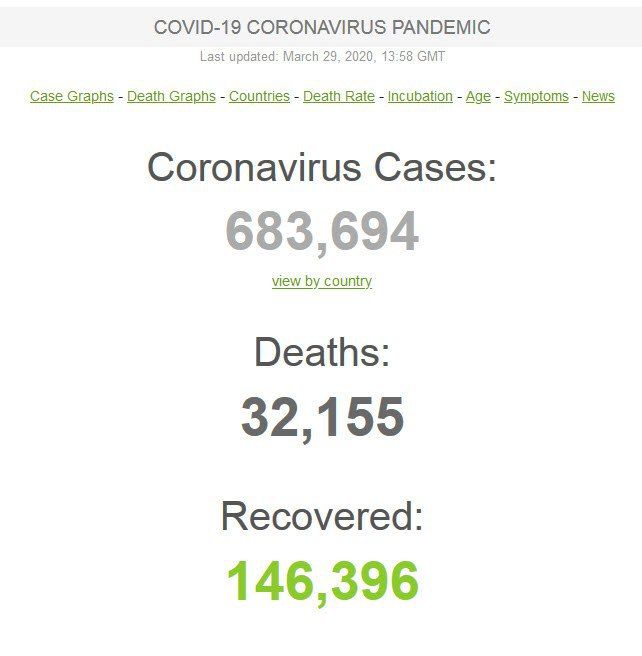 COVID-19 CORONAVIRUS PANDEMIC
Last updated: March 29, 2020, 13:58 GMT
Case Graphs - Death Graphs - Countries - Death Rate - Incubation - Age - Symptoms - News
Coronavirus Cases:
683,694
view by country
Deaths:
32,155
Recovered:
146,396